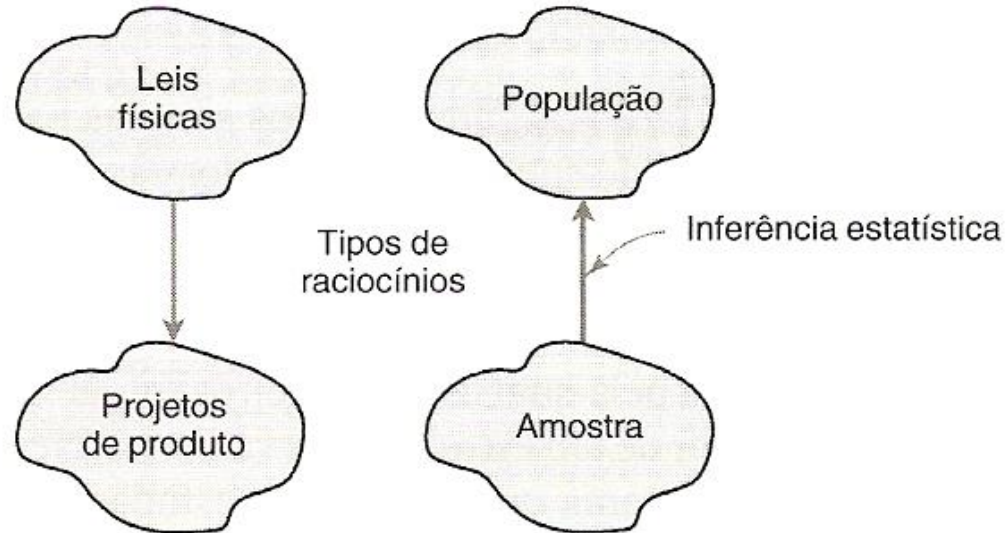 Leis
físicas
População
Tipos de
raciocínios
Inferência estatística
Projetos
de produto
Amostra